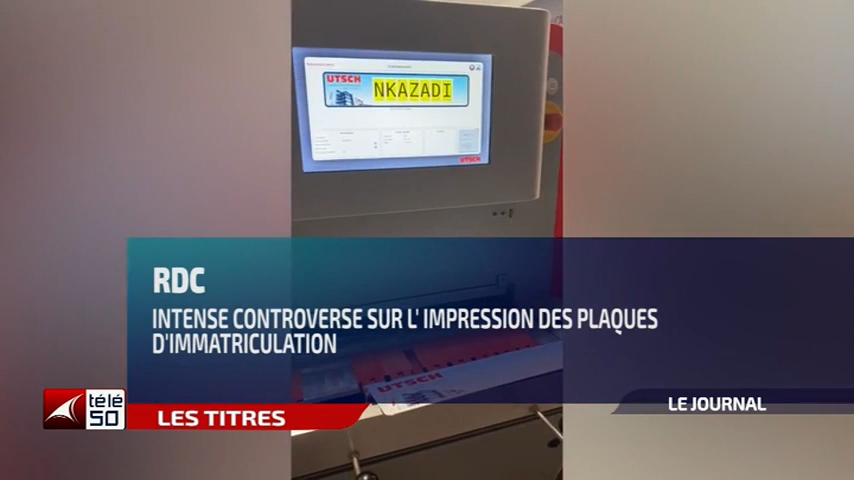 UTSCH
NKAZADI
UTSCH
RDC
INTENSE CONTROVERSE SUR L' IMPRESSION DES PLAQUES
D'IMMATRICULATION
UTSCH
télé
50
LES TITRES
LE JOURNAL